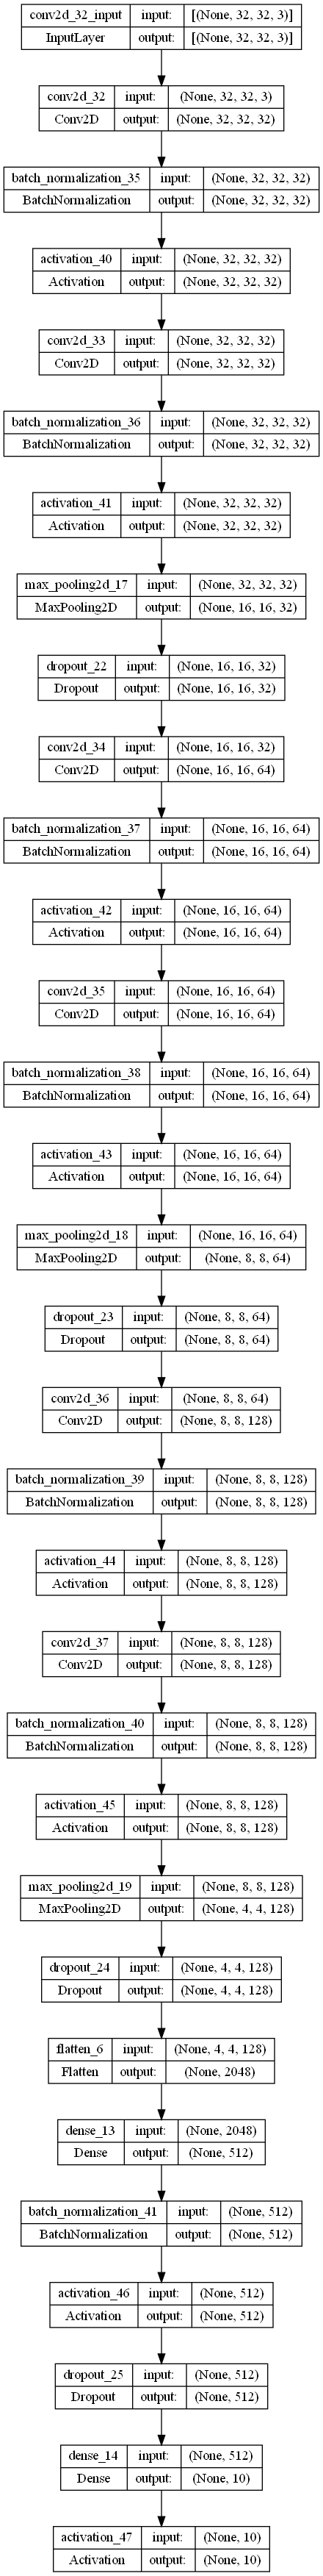 conv2d_32_input input: [(None, 32, 32, 3)]
InputLayer output: [(None, 32, 32, 3)]
conv2d_32 input: (None, 32, 32, 3)
Conv2D output: (None, 32, 32, 32)
batch_normalization_35 input: (None, 32, 32, 32)
BatchNormalization output: (None, 32, 32, 32)
activation_40 input: (None, 32, 32, 32)
Activation output: (None, 32, 32, 32)
conv2d_33 input: (None, 32, 32, 32)
Conv2D output: (None, 32, 32, 32)
batch_normalization_36 input: (None, 32, 32, 32)
BatchNormalization output: (None, 32, 32, 32)
activation_41 input: (None, 32, 32, 32)
Activation output: (None, 32, 32, 32)
max_pooling2d_17 input: (None, 32, 32, 32)
MaxPooling2D output: (None, 16, 16, 32)
dropout_22 input: (None, 16, 16, 32)
Dropout output: (None, 16, 16, 32)
conv2d_34 input: (None, 16, 16, 32)
Conv2D output: (None, 16, 16, 64)
batch_normalization_37 input: (None, 16, 16, 64)
BatchNormalization output: (None, 16, 16, 64)
activation_42 input: (None, 16, 16, 64)
Activation output: (None, 16, 16, 64)
conv2d_35 input: (None, 16, 16, 64)
Conv2D output: (None, 16, 16, 64)
batch_normalization_38 input: (None, 16, 16, 64)
BatchNormalization output: (None, 16, 16, 64)
activation_43 input: (None, 16, 16, 64)
Activation output: (None, 16, 16, 64)
max_pooling2d_18 input: (None, 16, 16, 64)
MaxPooling2D output: (None, 8, 8, 64)
dropout_23 input: (None, 8, 8, 64)
Dropout output: (None, 8, 8, 64)
conv2d_36 input: (None, 8, 8, 64)
Conv2D output: (None, 8, 8, 128)
batch_normalization_39 input: (None, 8, 8, 128)
BatchNormalization output: (None, 8, 8, 128)
activation_44 input: (None, 8, 8, 128)
Activation output: (None, 8, 8, 128)
conv2d_37 input: (None, 8, 8, 128)
Conv2D output: (None, 8, 8, 128)
batch_normalization_40 input: (None, 8, 8, 128)
BatchNormalization output: (None, 8, 8, 128)
activation_45 input: (None, 8, 8, 128)
Activation output: (None, 8, 8, 128)
max_pooling2d_19 input: (None, 8, 8, 128)
MaxPooling2D output: (None, 4, 4, 128)
dropout_24 input: (None, 4, 4, 128)
Dropout output: (None, 4, 4, 128)
flatten_6 input: (None, 4, 4, 128)
Flatten output: (None, 2048)
dense_13 input: (None, 2048)
Dense output: (None, 512)
batch_normalization_41 input: (None, 512)
BatchNormalization output: (None, 512)
activation_46 input: (None, 512)
Activation output: (None, 512)
dropout_25 input: (None, 512)
Dropout output: (None, 512)
dense_14 input: (None, 512)
Dense output: (None, 10)
activation_47 input: (None, 10)
Activation output: (None, 10)